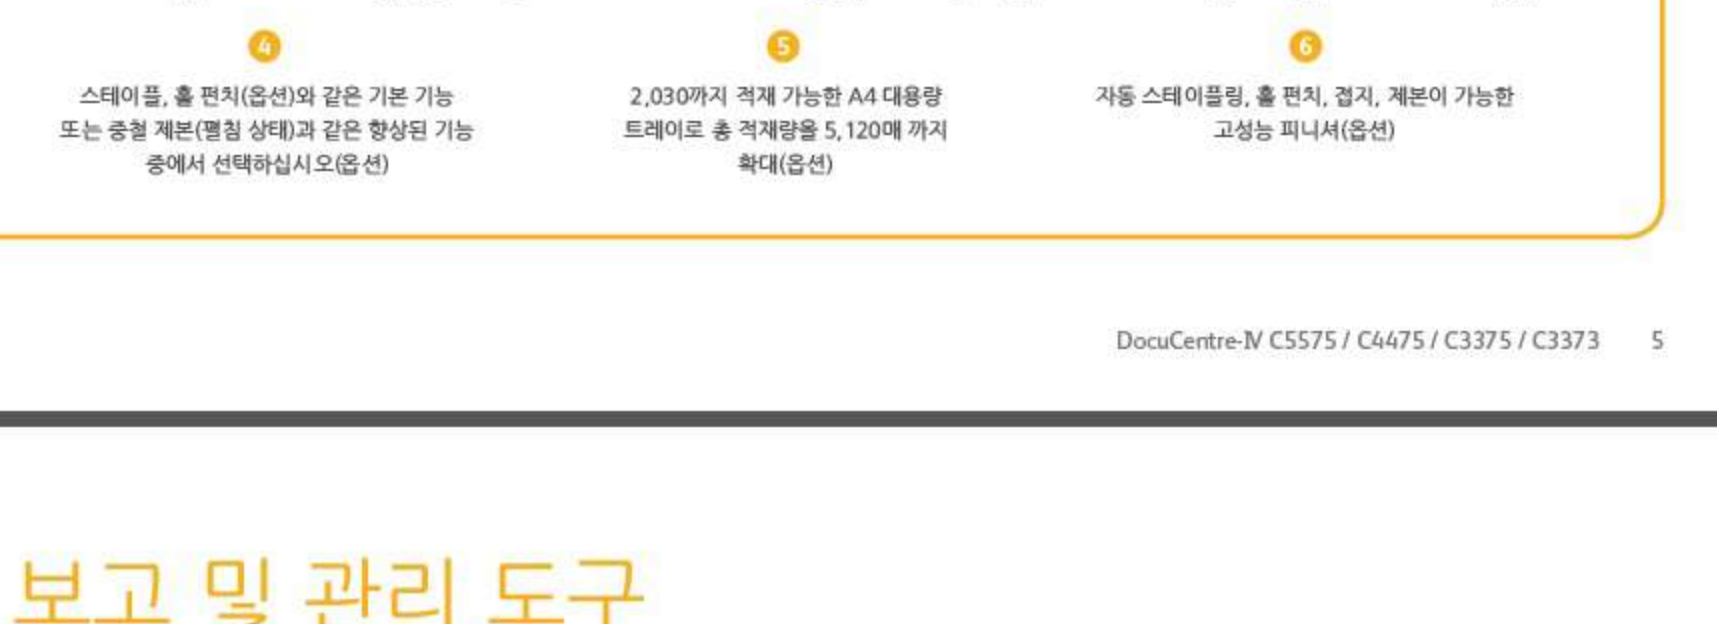 4
스테이플, 홀 펀치(옵션)와 같은 기본 기능
또는 중철 제본(펼침 상태)과 같은 향상된 기능
중에서 선택하십시오(옵션)
5
2,030까지 적재 가능한 A4 대용량
트레이로 총 적재량을 5,120매 까지
확대(옵션)
6
자동 스테이플링, 홀 펀치, 접지, 제본이 가능한
고성능 피니셔(옵션)
DocuCentre-Ⅳ C5575 / C4475 / C3375 / C3373 5
보고 및 관리 도구